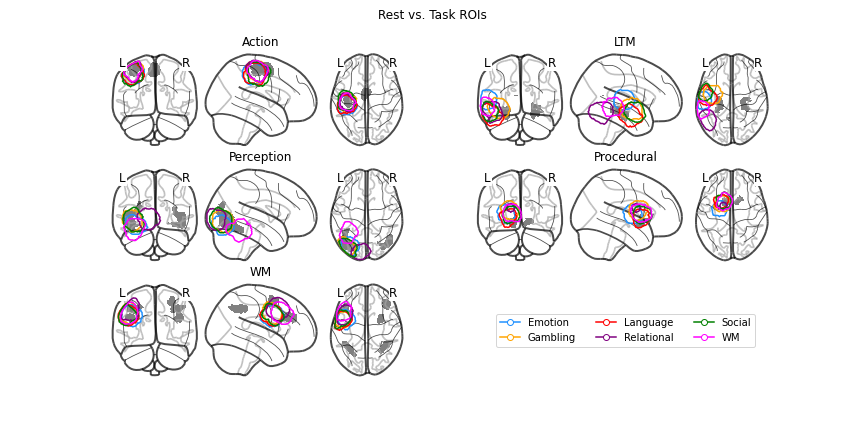 Rest vs. Task ROIs
Action
L R L R
LTM
L R L R
Perception
L R L R
Procedural
L R L R
WM
L R L R
Emotion Language Social
Gambling Relational WM